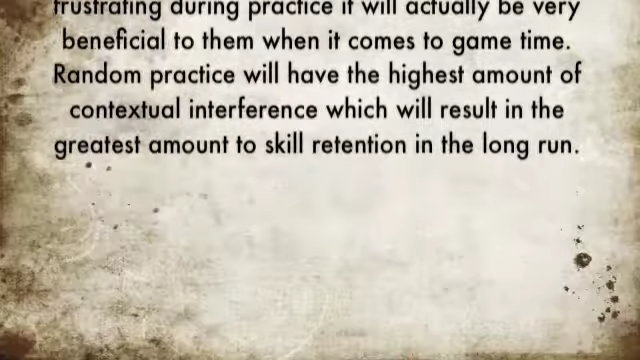 frustrating during practice it will actually be very
beneficial to them when it comes to game time.
Random practice will have the highest amount of
contextual interference which will result in the
greatest amount to skill retention in the long run.